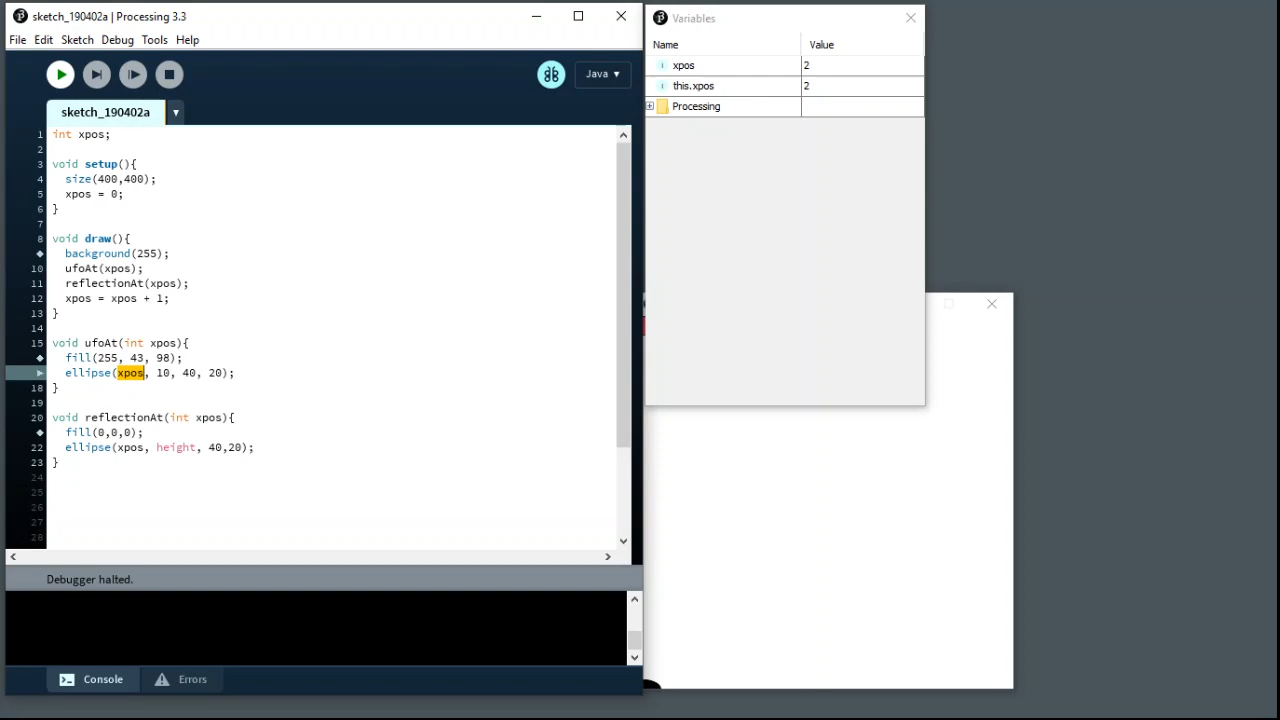 sketch_190402a | Processing 3.3
File Edit Sketch Debug Tools Help
Java ▾
sketch_190402a
1 int xpos;
2
3 void setup(){
4 size(400,400);
5 xpos = 0;
6 }
7
8 void draw(){
background(255);
10 ufoAt(xpos);
11 reflectionAt(xpos);
12 xpos = xpos + 1;
13 }
14
15 void ufoAt(int xpos){
fill(255, 43, 98);
ellipse(xpos, 10, 40, 20);
18 }
19
20 void reflectionAt(int xpos){
fill(0,0,0);
22 ellipse(xpos, height, 40,20);
23 }
24
25
26
27
28
Debugger halted.
Console Errors
Variables
Name Value
xpos 2
this.xpos 2
Processing